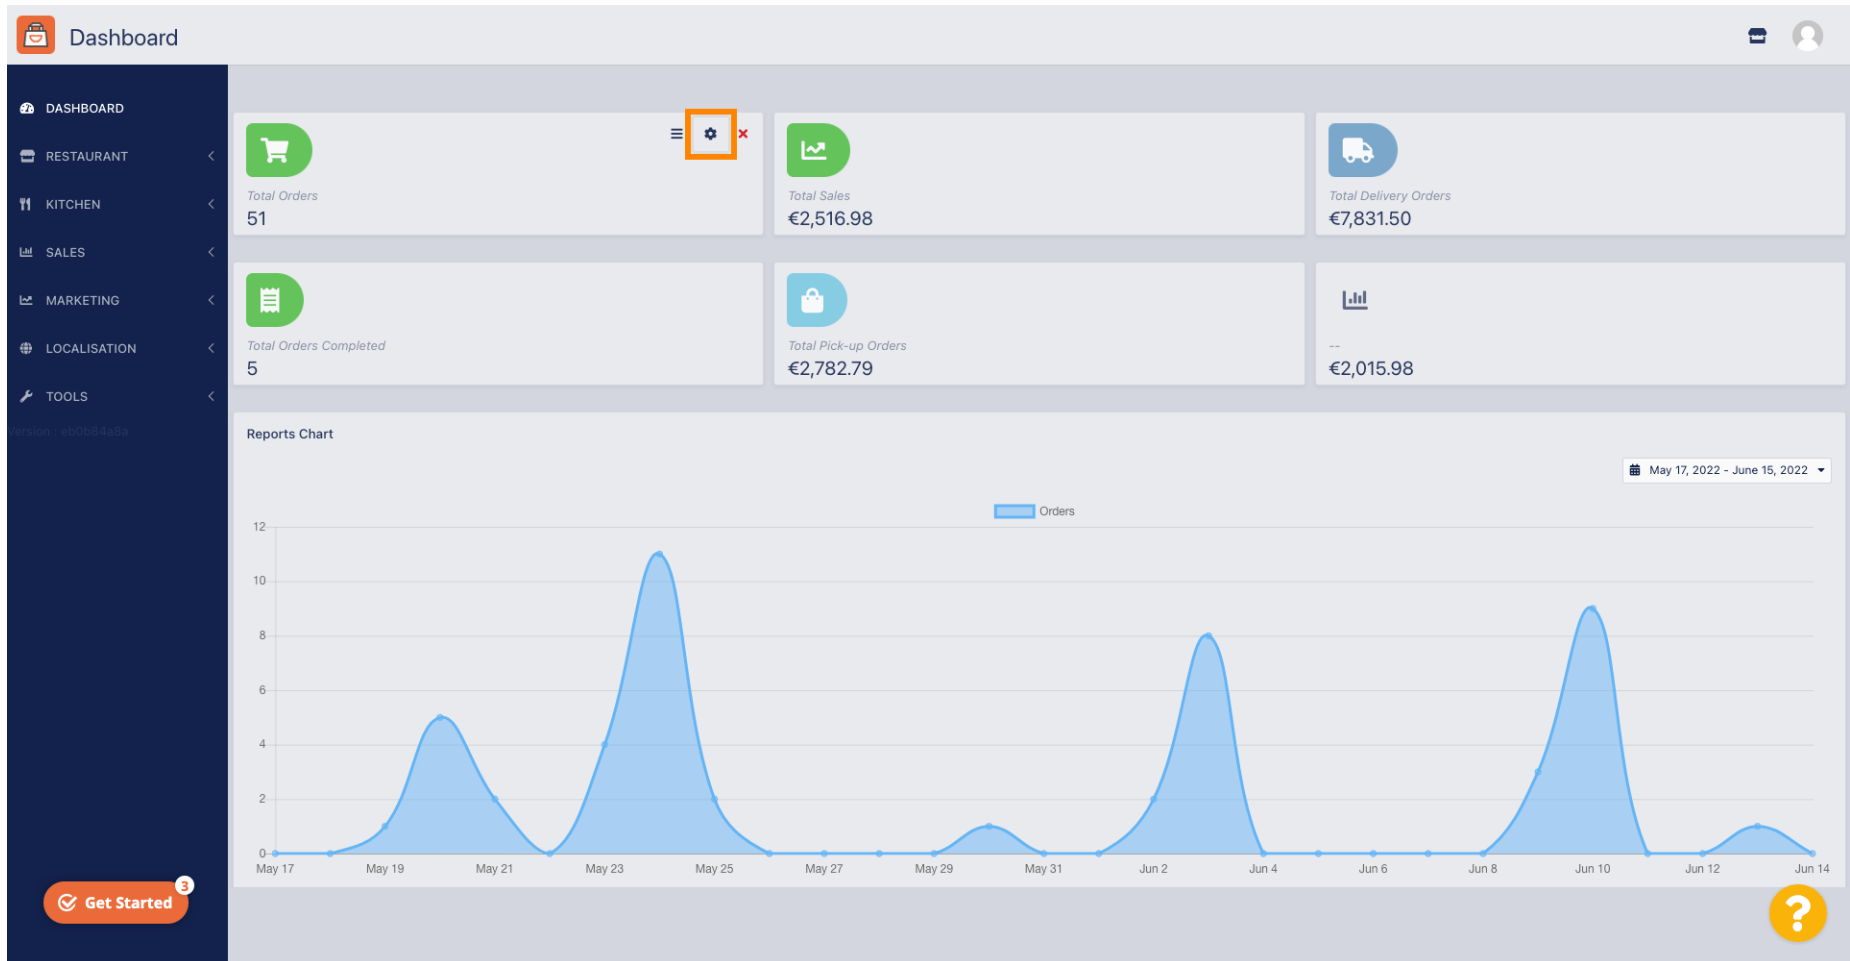 Dashboard
DASHBOARD
RESTAURANT
KITCHEN
SALES
MARKETING
LOCALISATION
TOOLS
Version : eb0b84a8a
Get Started
3
Total Orders
51
Total Sales
€2,516.98
Total Delivery Orders
€7,831.50
Total Orders Completed
5
Total Pick-up Orders
€2,782.79
--
€2,015.98
Reports Chart
May 17, 2022 - June 15, 2022
Orders
12
10
8
6
4
2
0
May 17 May 19 May 21 May 23 May 25 May 27 May 29 May 31 Jun 2 Jun 4 Jun 6 Jun 8 Jun 10 Jun 12 Jun 14
?